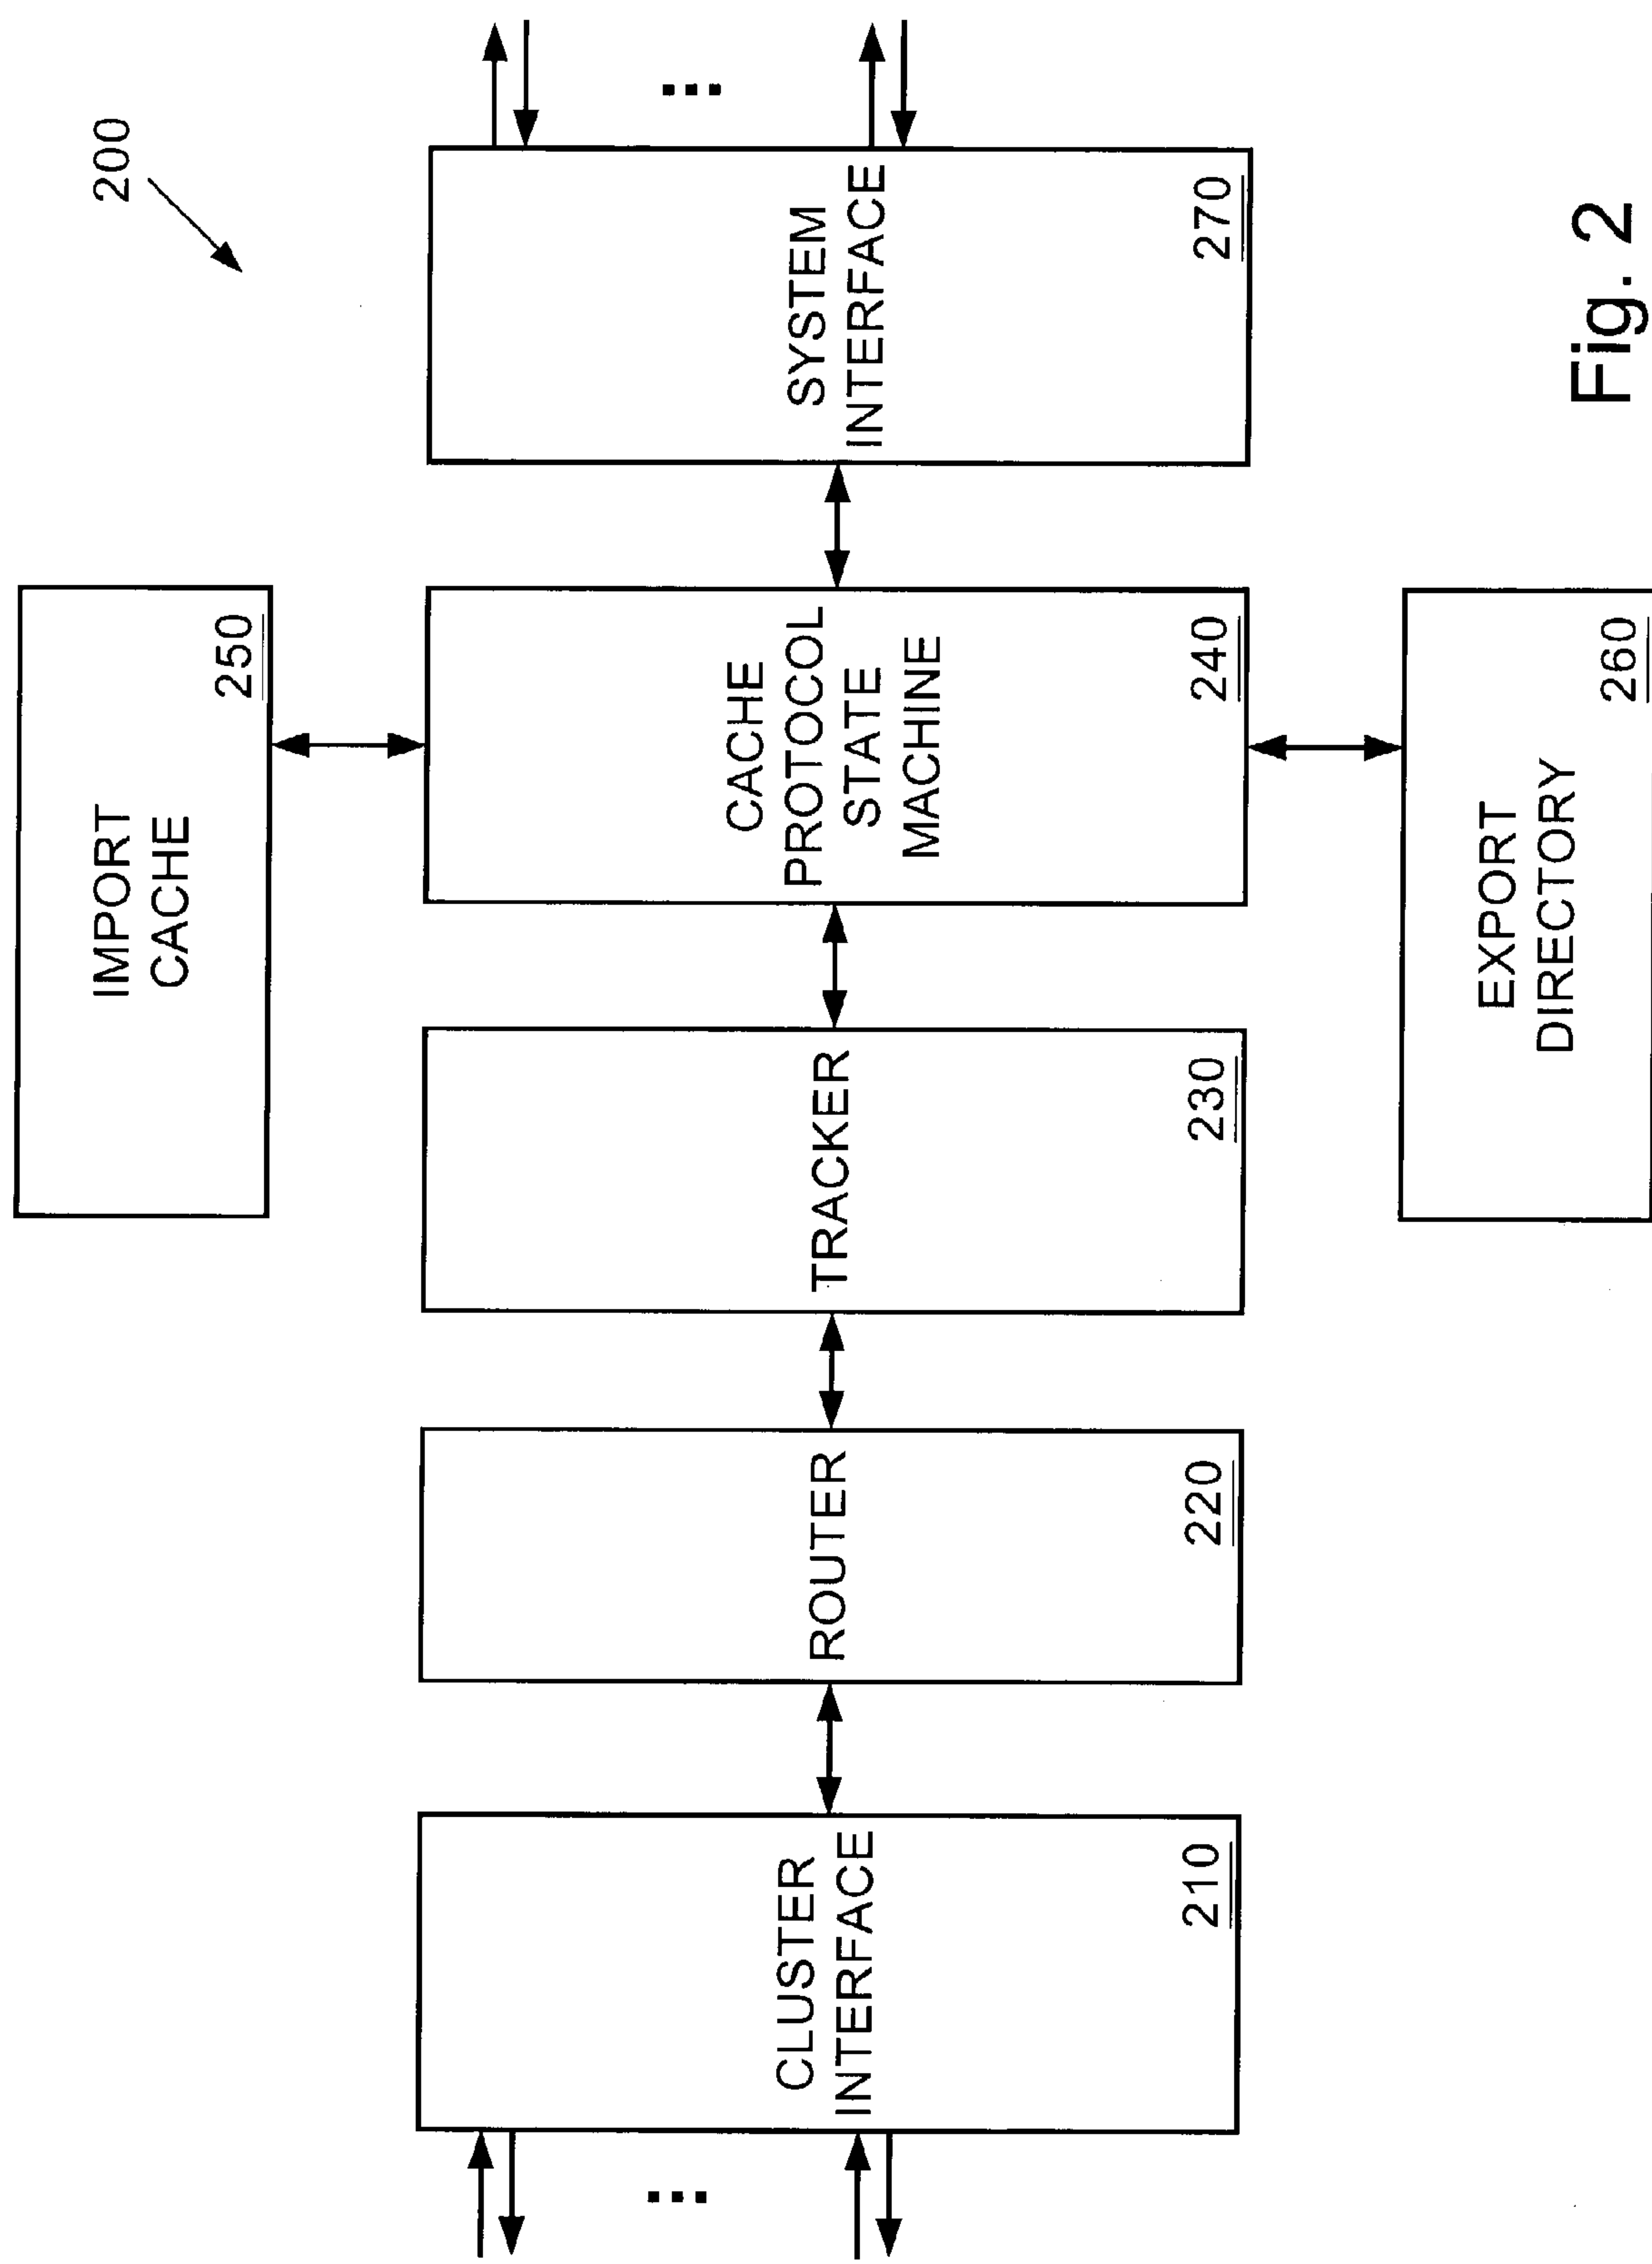 200
IMPORT
CACHE
250
CLUSTER
INTERFACE
210
ROUTER
220
TRACKER
230
CACHE
PROTOCOL
STATE
MACHINE
240
SYSTEM
INTERFACE
270
EXPORT
DIRECTORY
260
Fig. 2